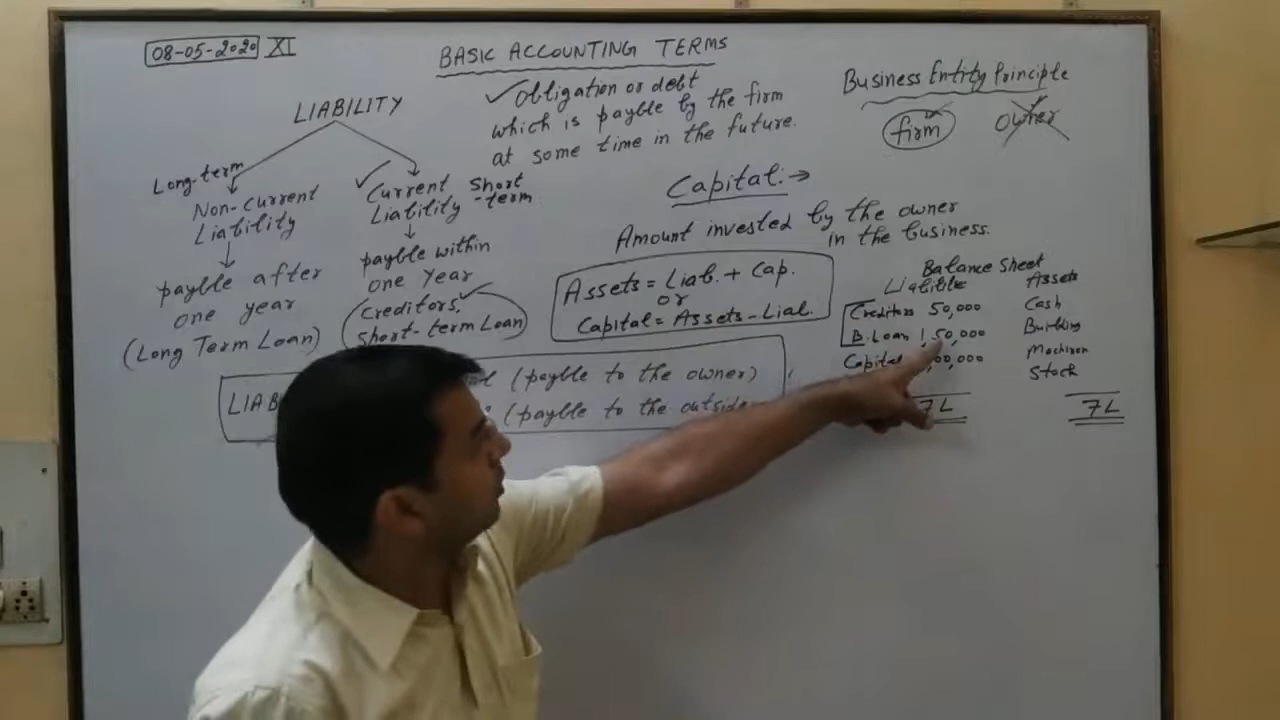 08-05-2020 XI
BASIC ACCOUNTING TERMS
LIABILITY
Long-term
Non-Current
Liability
payble after
one year
(Long Term Loan)
Current Short
Liability -term
payble within
one Year
(Creditors,
Short-term Loan)
Obligation or debt
which is payble by the firm
at some time in the future.
Business Entity Principle
firm owner
Capital:→
Amount invested by the owner
in the business.
Assets = Liab. + Cap.
or
Capital = Assets - Liab.
(payble to the owner)
(payble to the outside
Balance Sheet
Assets
Creditors 50,000 Cash
B. Loan 1,50,000 Building
Capital 00,000
Stock
7L 7L